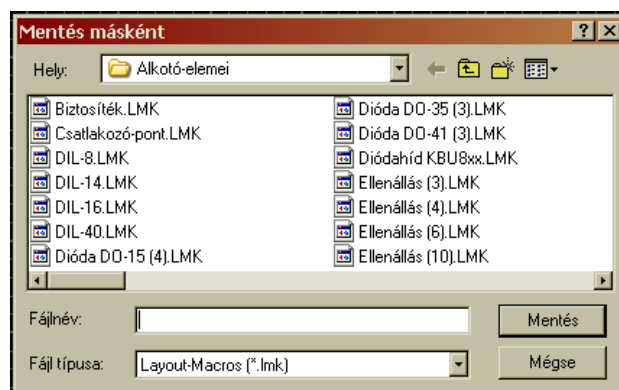 Mentés másként
Hely: Alkotó-elemei
Biztosíték.LMK
Csatlakozó-pont.LMK
DIL-8.LMK
DIL-14.LMK
DIL-16.LMK
DIL-40.LMK
Dióda DO-15 (4).LMK
Dióda DO-35 (3).LMK
Dióda DO-41 (3).LMK
Diódahíd KBU8xx.LMK
Ellenállás (3).LMK
Ellenállás (4).LMK
Ellenállás (6).LMK
Ellenállás (10).LMK
Fájlnév:
Mentés
Fájl típusa: Layout-Macros (*.lmk)
Mégse